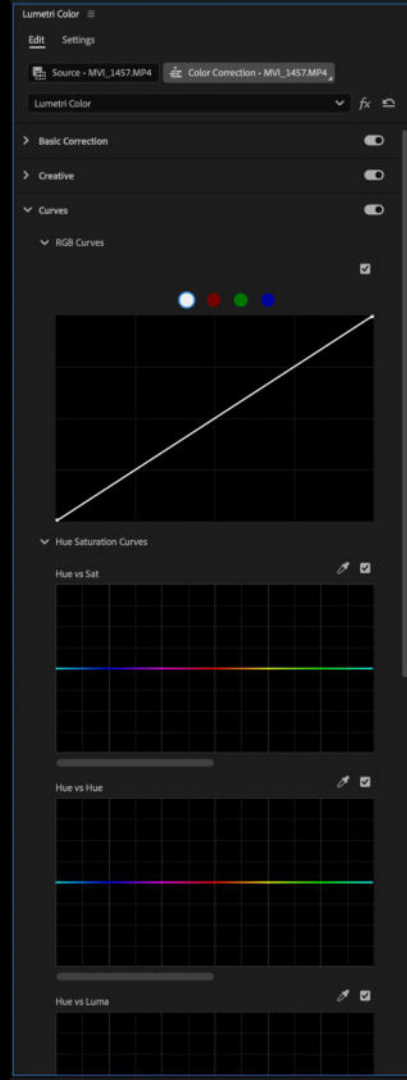 Lumetri Color
Edit Settings
Source • MVI_1457.MP4 Color Correction • MVI_1457.MP4
Lumetri Color fx
Basic Correction
Creative
Curves
RGB Curves
Hue Saturation Curves
Hue vs Sat
Hue vs Hue
Hue vs Luma